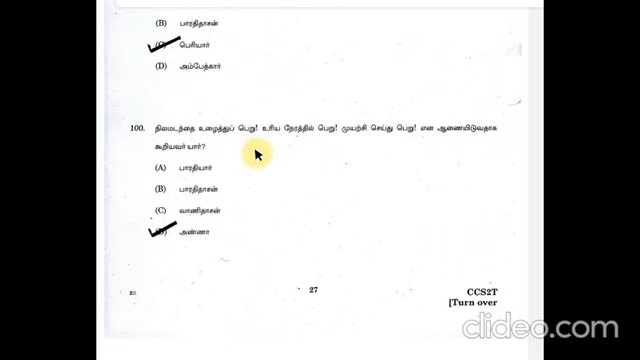 (B) பாரதிதாசன்
(C) பெரியார்
(D) அம்பேத்கார்
100. நிலமடந்தை உழைத்துப் பெறு! உரிய நேரத்தில் பெறு! முயற்சி செய்து பெறு! என ஆணையிடுவதாக
கூறியவர் யார்?
(A) பாரதியார்
(B) பாரதிதாசன்
(C) வாணிதாசன்
(D) அண்ணா
27
CCS2T
[Turn over
clideo.com